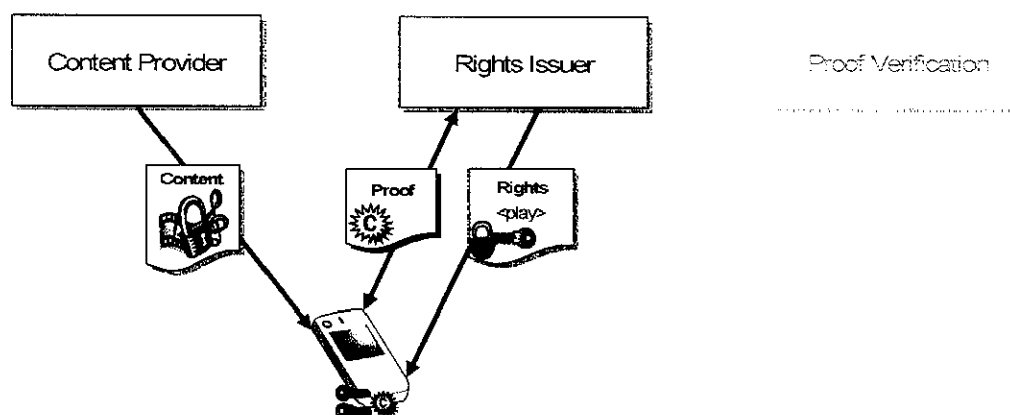 Content Provider
Rights Issuer
Proof Verification
Content
Proof
C
Rights
<play>
C